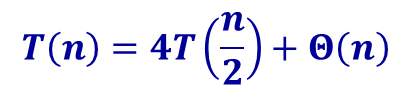 T(n) = 4T(n/2) + Θ(n)